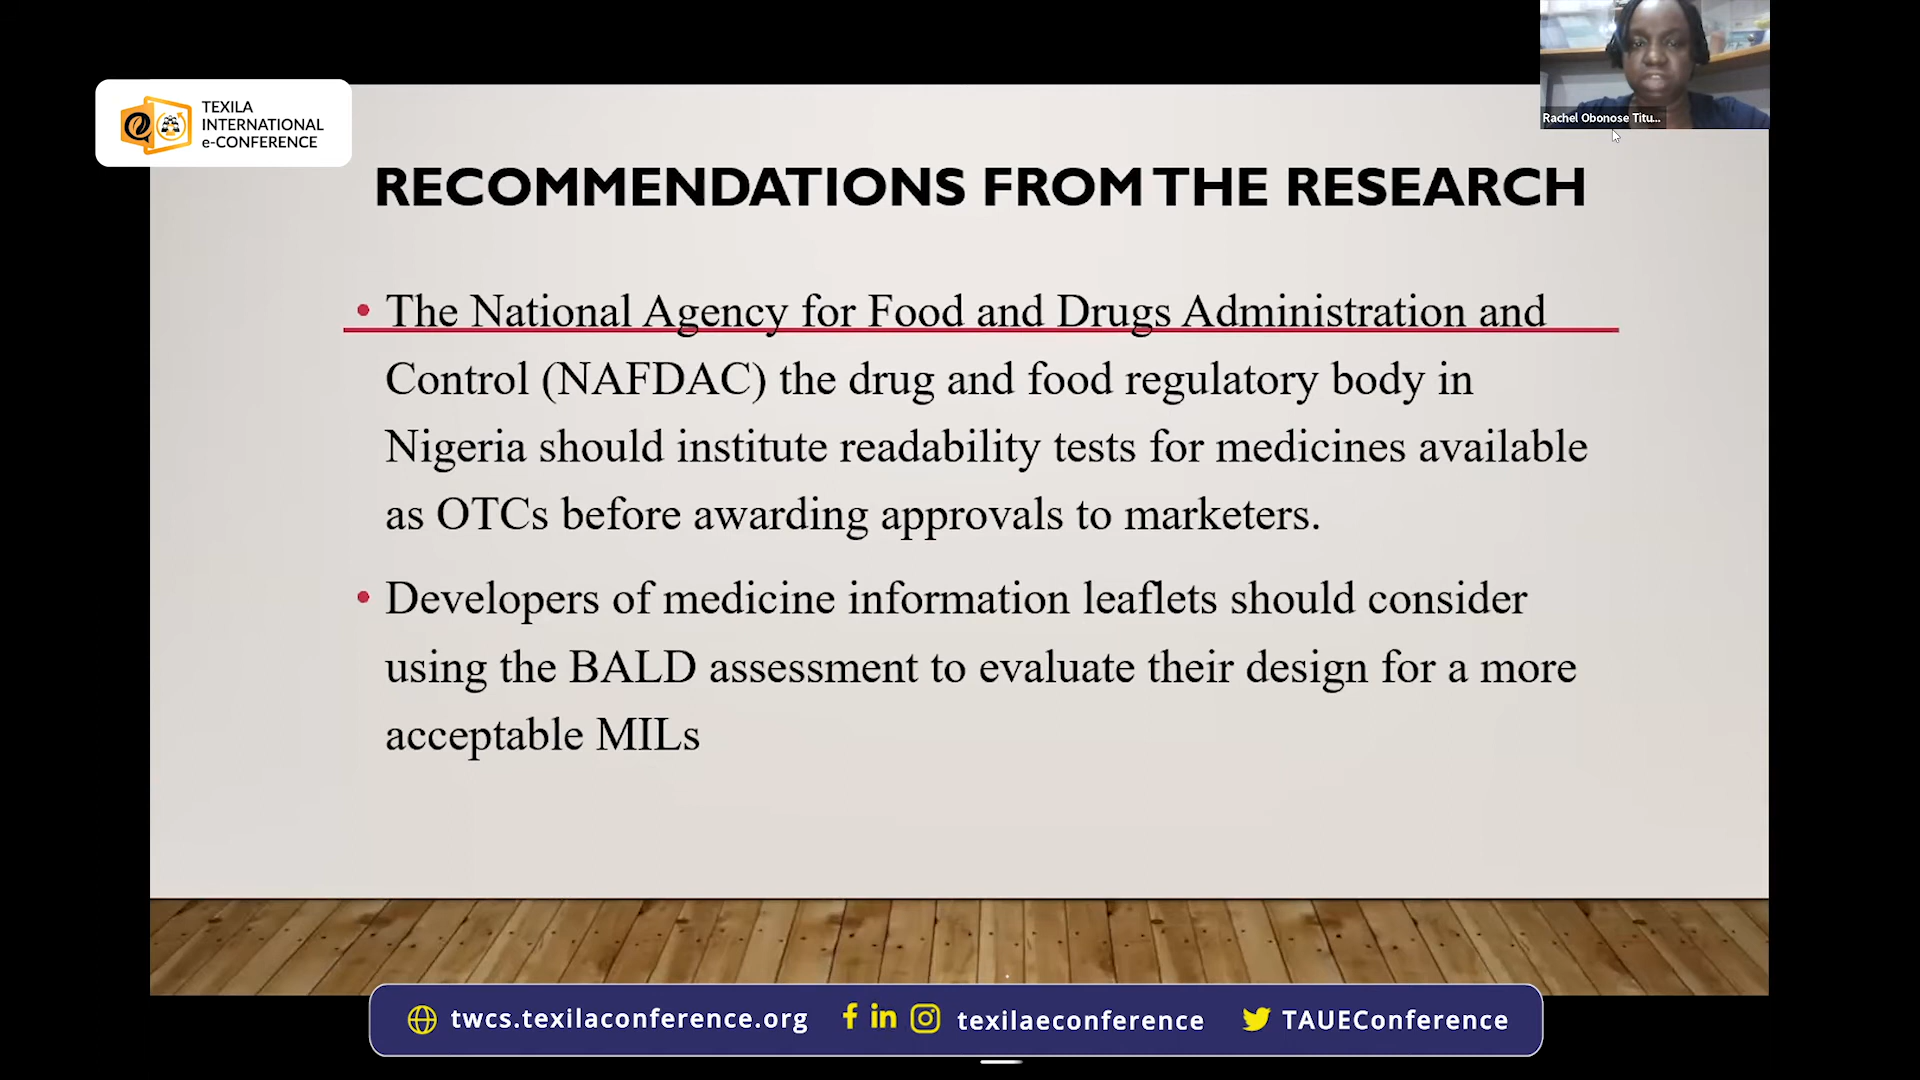 TEXILA
INTERNATIONAL
e-CONFERENCE
Rachel Obonose Titu...
RECOMMENDATIONS FROM THE RESEARCH
• The National Agency for Food and Drugs Administration and
Control (NAFDAC) the drug and food regulatory body in
Nigeria should institute readability tests for medicines available
as OTCs before awarding approvals to marketers.
• Developers of medicine information leaflets should consider
using the BALD assessment to evaluate their design for a more
acceptable MILs
twcs.texilaconference.org texilaeconference TAUEConference